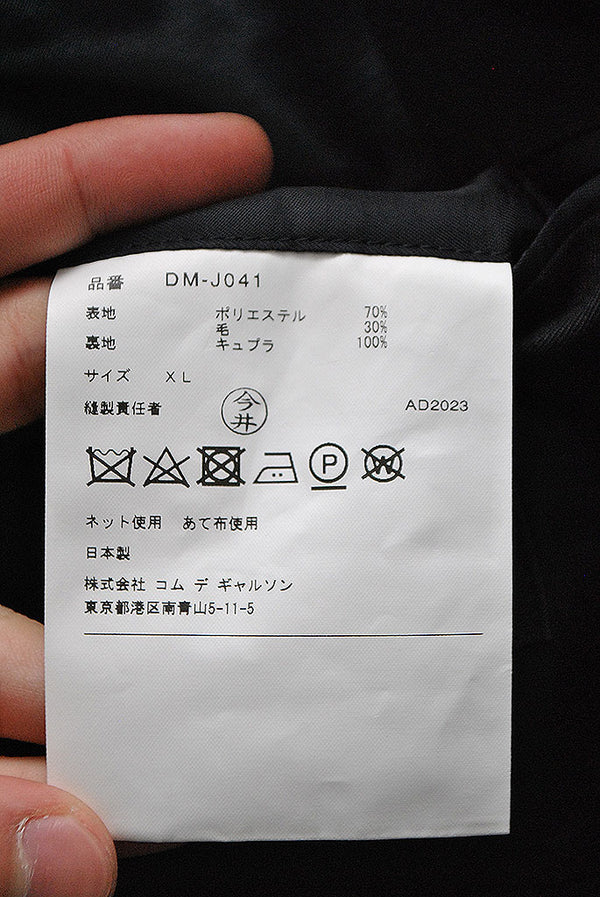 品番 DM-J041
表地 ポリエステル 70%
毛 30%
裏地 キュプラ 100%
サイズ XL
縫製責任者 今井 AD2023
P W
ネット使用 あて布使用
日本製
株式会社 コム デ ギャルソン
東京都港区南青山5-11-5